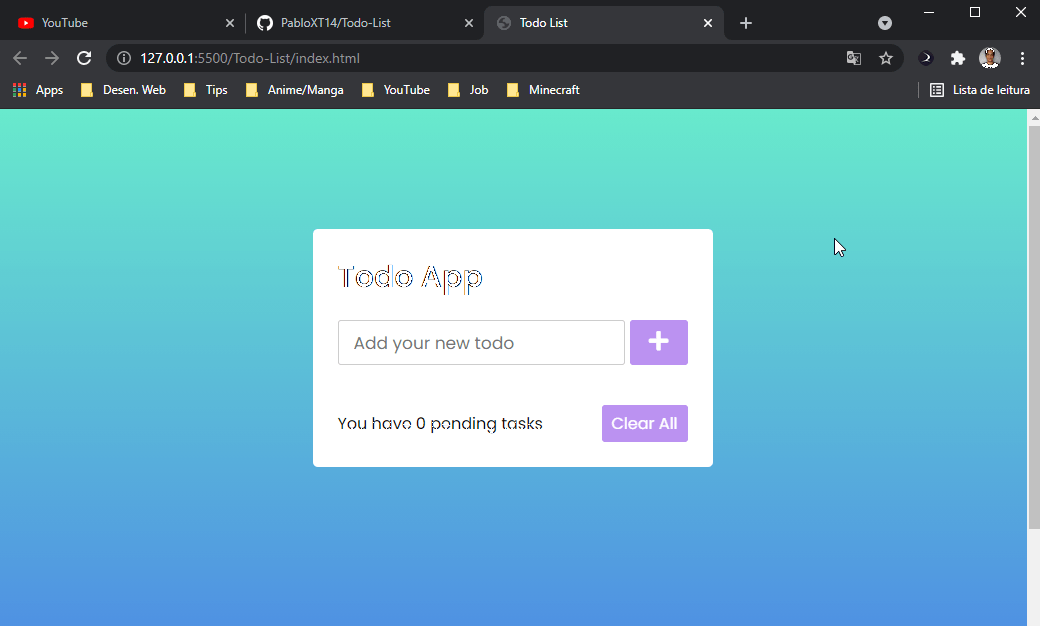 YouTube
PabloXT14/Todo-List
Todo List
127.0.0.1:5500/Todo-List/index.html
Apps
Desen. Web
Tips
Anime/Manga
YouTube
Job
Minecraft
Lista de leitura
Todo App
Add your new todo
You have 0 pending tasks
Clear All